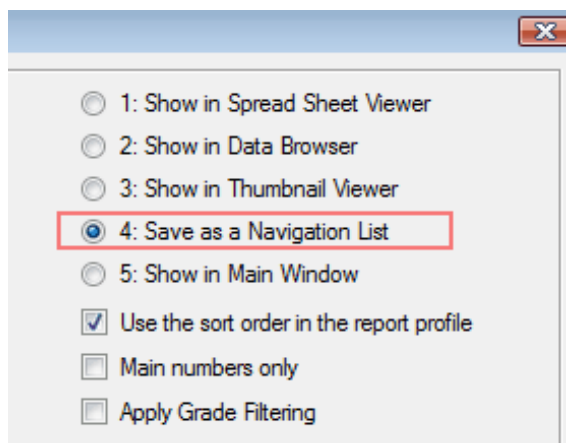 1: Show in Spread Sheet Viewer
2: Show in Data Browser
3: Show in Thumbnail Viewer
4: Save as a Navigation List
5: Show in Main Window
Use the sort order in the report profile
Main numbers only
Apply Grade Filtering